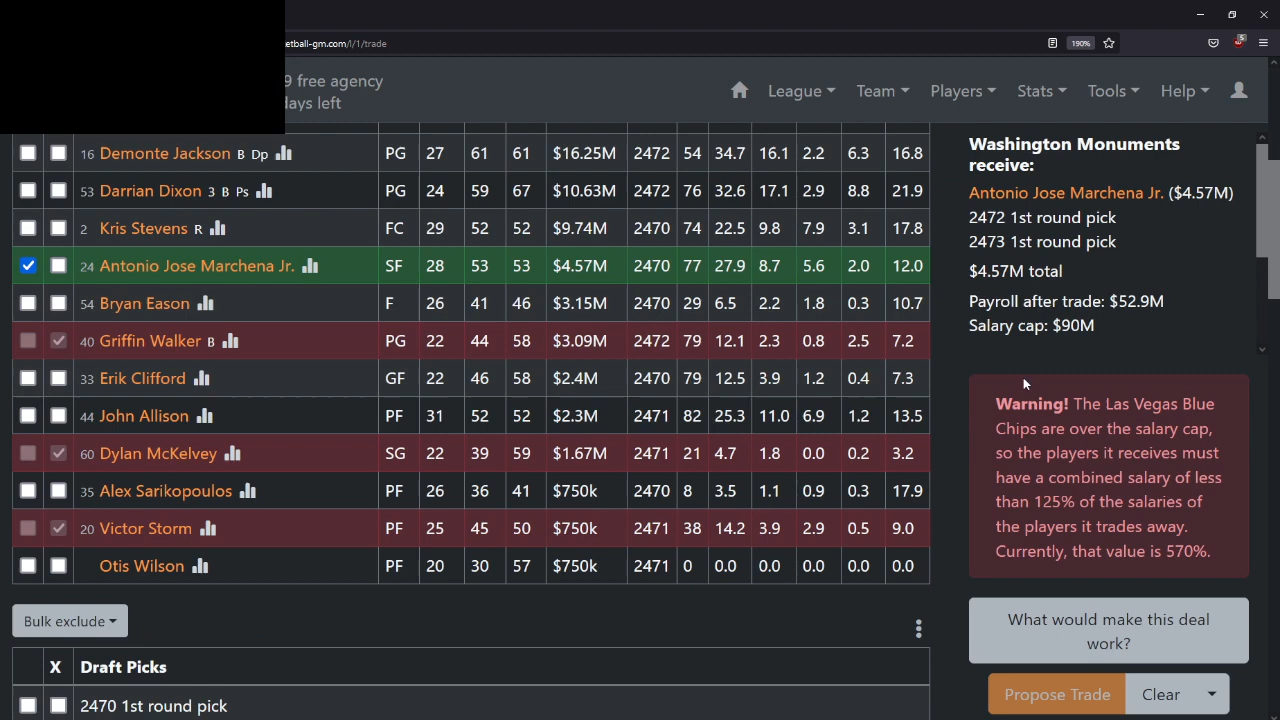 etball-gm.com/l/1/trade
190%
5
9 free agency
days left
League
Team
Players
Stats
Tools
Help
16 Demonte Jackson B Dp PG 27 61 61 $16.25M 2472 54 34.7 16.1 2.2 6.3 16.8
53 Darrian Dixon 3 B Ps PG 24 59 67 $10.63M 2472 76 32.6 17.1 2.9 8.8 21.9
2 Kris Stevens R FC 29 52 52 $9.74M 2470 74 22.5 9.8 7.9 3.1 17.8
24 Antonio Jose Marchena Jr. SF 28 53 53 $4.57M 2470 77 27.9 8.7 5.6 2.0 12.0
54 Bryan Eason F 26 41 46 $3.15M 2470 29 6.5 2.2 1.8 0.3 10.7
40 Griffin Walker B PG 22 44 58 $3.09M 2472 79 12.1 2.3 0.8 2.5 7.2
33 Erik Clifford GF 22 46 58 $2.4M 2470 79 12.5 3.9 1.2 0.4 7.3
44 John Allison PF 31 52 52 $2.3M 2471 82 25.3 11.0 6.9 1.2 13.5
60 Dylan McKelvey SG 22 39 59 $1.67M 2471 21 4.7 1.8 0.0 0.2 3.2
35 Alex Sarikopoulos PF 26 36 41 $750k 2470 8 3.5 1.1 0.9 0.3 17.9
20 Victor Storm PF 25 45 50 $750k 2471 38 14.2 3.9 2.9 0.5 9.0
Otis Wilson PF 20 30 57 $750k 2471 0 0.0 0.0 0.0 0.0 0.0
Bulk exclude
X Draft Picks
2470 1st round pick
Washington Monuments
receive:
Antonio Jose Marchena Jr. ($4.57M)
2472 1st round pick
2473 1st round pick
$4.57M total
Payroll after trade: $52.9M
Salary cap: $90M
Warning! The Las Vegas Blue
Chips are over the salary cap,
so the players it receives must
have a combined salary of less
than 125% of the salaries of
the players it trades away.
Currently, that value is 570%.
What would make this deal
work?
Propose Trade
Clear